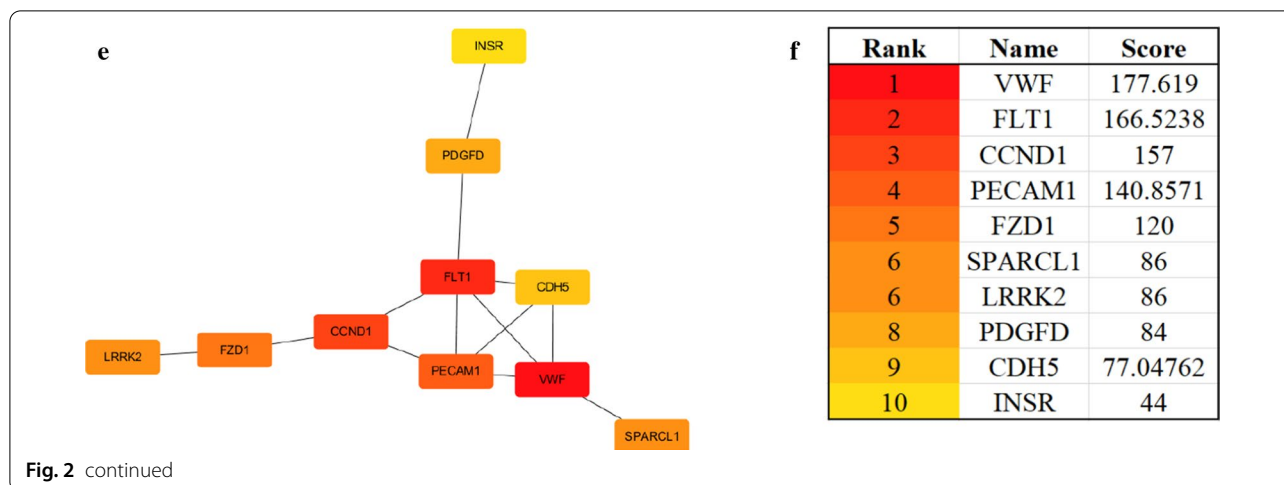 e
INSR
PDGFD
FLT1
CDH5
CCND1
LRRK2
FZD1
PECAM1
VWF
SPARCL1
f
Rank Name Score
1 VWF 177.619
2 FLT1 166.5238
3 CCND1 157
4 PECAM1 140.8571
5 FZD1 120
6 SPARCL1 86
6 LRRK2 86
8 PDGFD 84
9 CDH5 77.04762
10 INSR 44
Fig. 2 continued